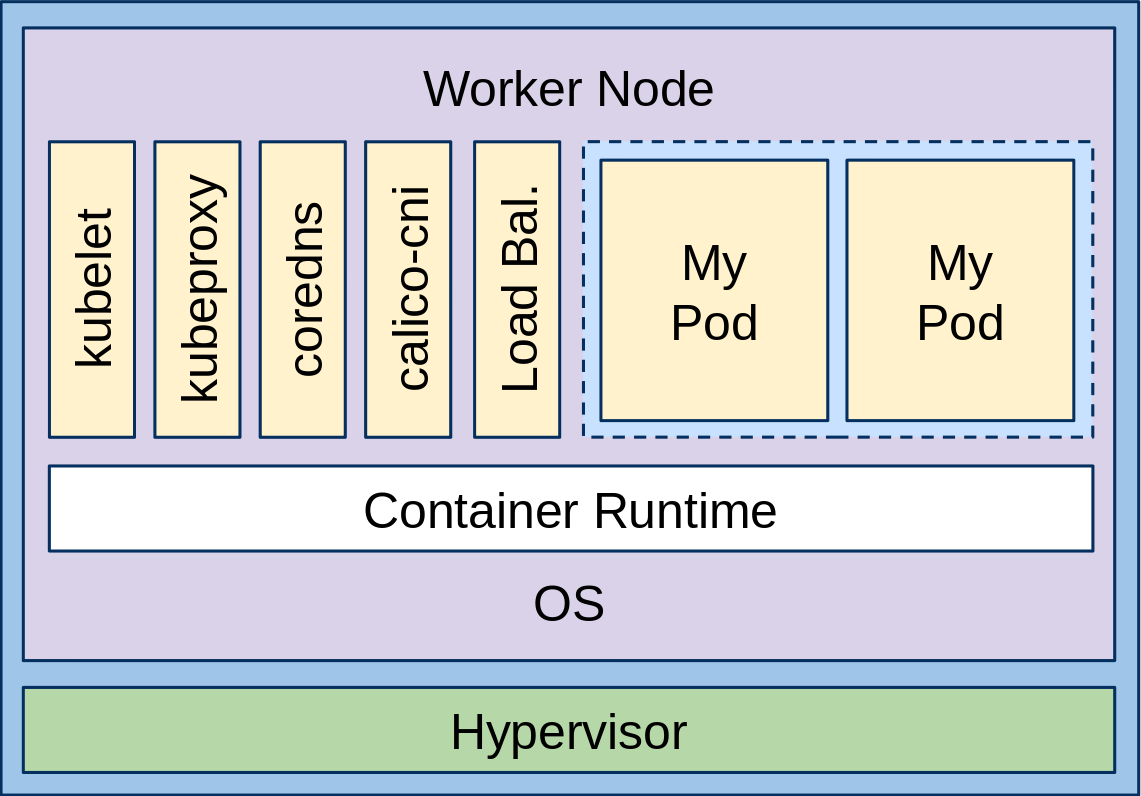 Worker Node
kubelet
kubeproxy
coredns
calico-cni
Load Bal.
My
Pod
My
Pod
Container Runtime
OS
Hypervisor